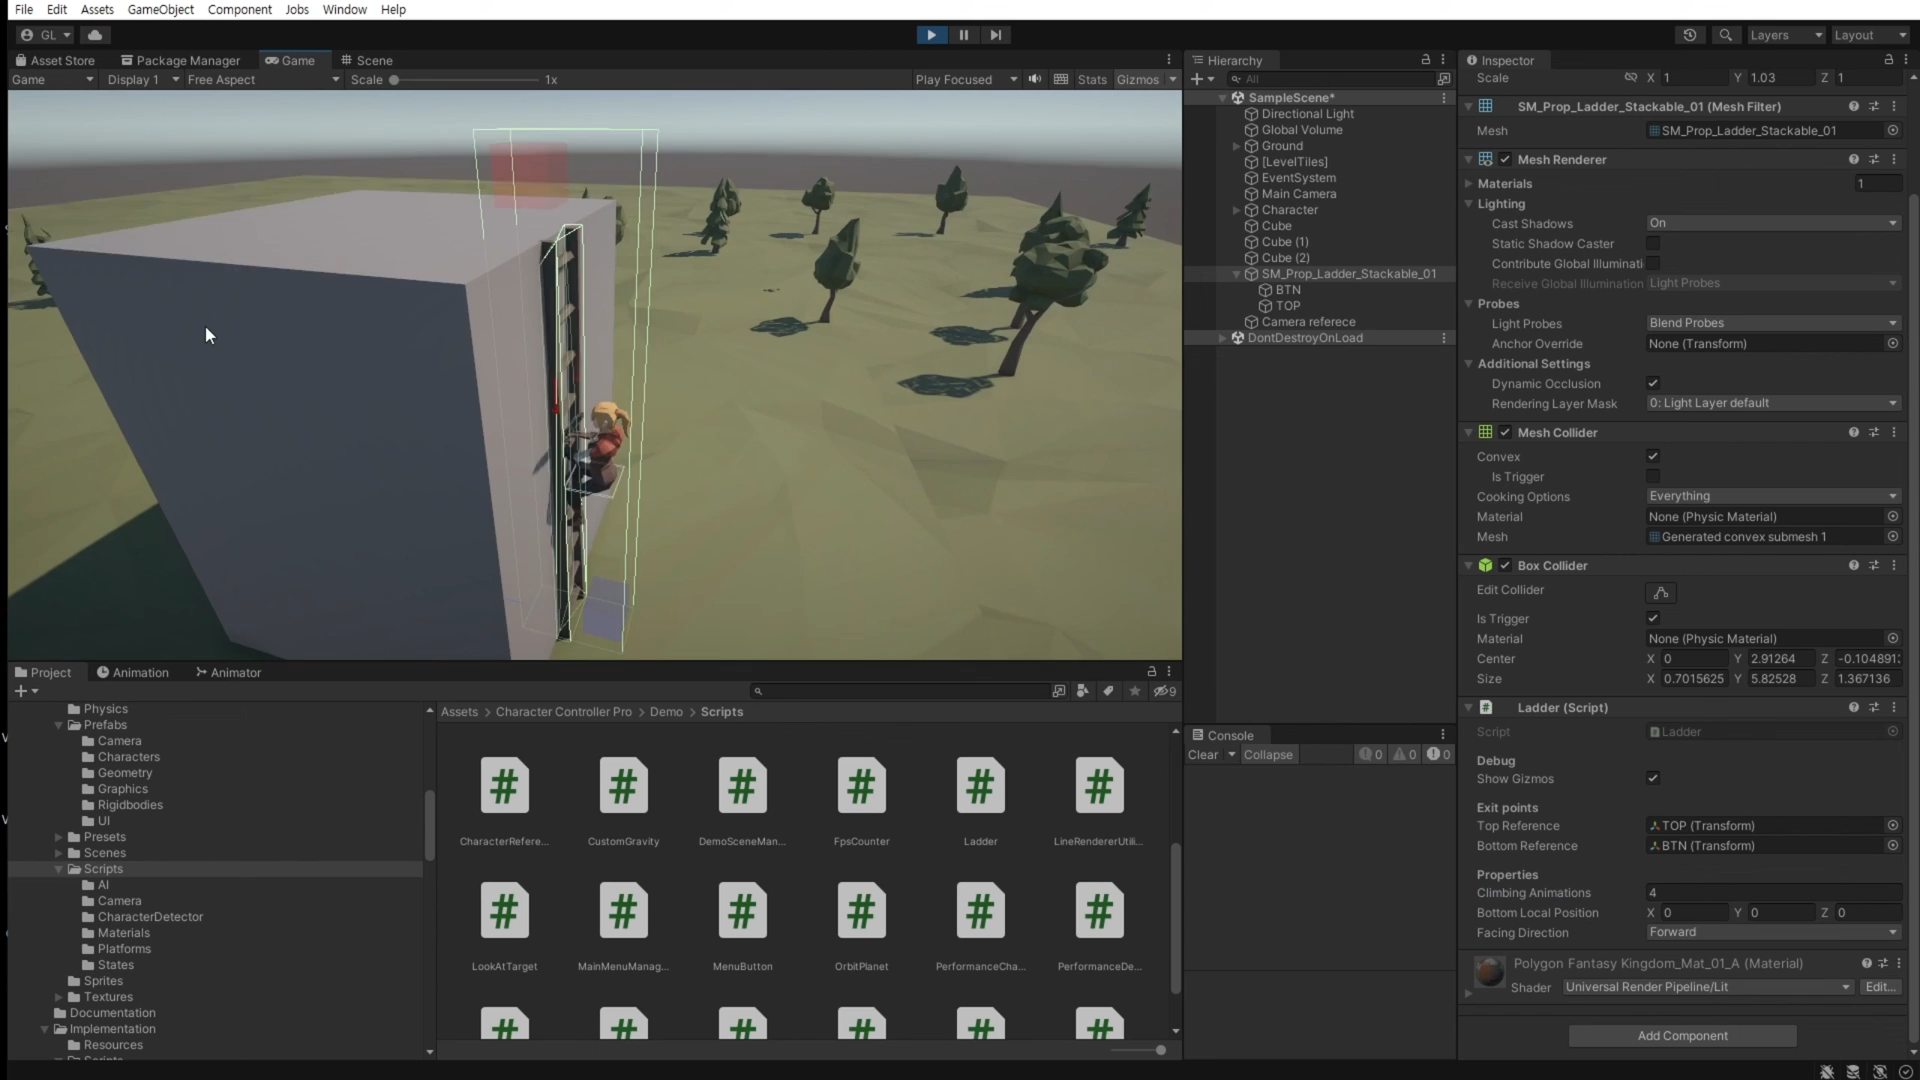 File Edit Assets GameObject Component Jobs Window Help
GL Layers Layout
Asset Store Package Manager Game Scene
Game Display 1 Free Aspect Scale 1x Play Focused Stats Gizmos
Hierarchy
All
SampleScene*
Directional Light
Global Volume
Ground
[LevelTiles]
EventSystem
Main Camera
Character
Cube
Cube (1)
Cube (2)
SM_Prop_Ladder_Stackable_01
BTN
TOP
Camera referece
DontDestroyOnLoad
Inspector
Scale X 1 Y 1.03 Z 1
SM_Prop_Ladder_Stackable_01 (Mesh Filter)
Mesh SM_Prop_Ladder_Stackable_01
Mesh Renderer
Materials 1
Lighting
Cast Shadows On
Static Shadow Caster
Contribute Global Illuminati
Receive Global Illumination Light Probes
Probes
Light Probes Blend Probes
Anchor Override None (Transform)
Additional Settings
Dynamic Occlusion
Rendering Layer Mask 0: Light Layer default
Mesh Collider
Convex
Is Trigger
Cooking Options Everything
Material None (Physic Material)
Mesh Generated convex submesh 1
Box Collider
Edit Collider
Is Trigger
Material None (Physic Material)
Center X 0 Y 2.91264 Z -0.104891
Size X 0.7015625 Y 5.82528 Z 1.367136
Ladder (Script)
Script Ladder
Debug
Show Gizmos
Exit points
Top Reference TOP (Transform)
Bottom Reference BTN (Transform)
Properties
Climbing Animations 4
Bottom Local Position X 0 Y 0 Z 0
Facing Direction Forward
Polygon Fantasy Kingdom_Mat_01_A (Material)
Shader Universal Render Pipeline/Lit Edit...
Add Component
Project Animation Animator
9
Physics
Prefabs
Camera
Characters
Geometry
Graphics
Rigidbodies
UI
Presets
Scenes
Scripts
AI
Camera
CharacterDetector
Materials
Platforms
States
Sprites
Textures
Documentation
Implementation
Resources
Assets > Character Controller Pro > Demo > Scripts
CharacterRefere... CustomGravity DemoSceneMan... FpsCounter Ladder LineRendererUtili...
LookAtTarget MainMenuManag... MenuButton OrbitPlanet PerformanceCha... PerformanceDe...
Console
Clear Collapse 0 0 0